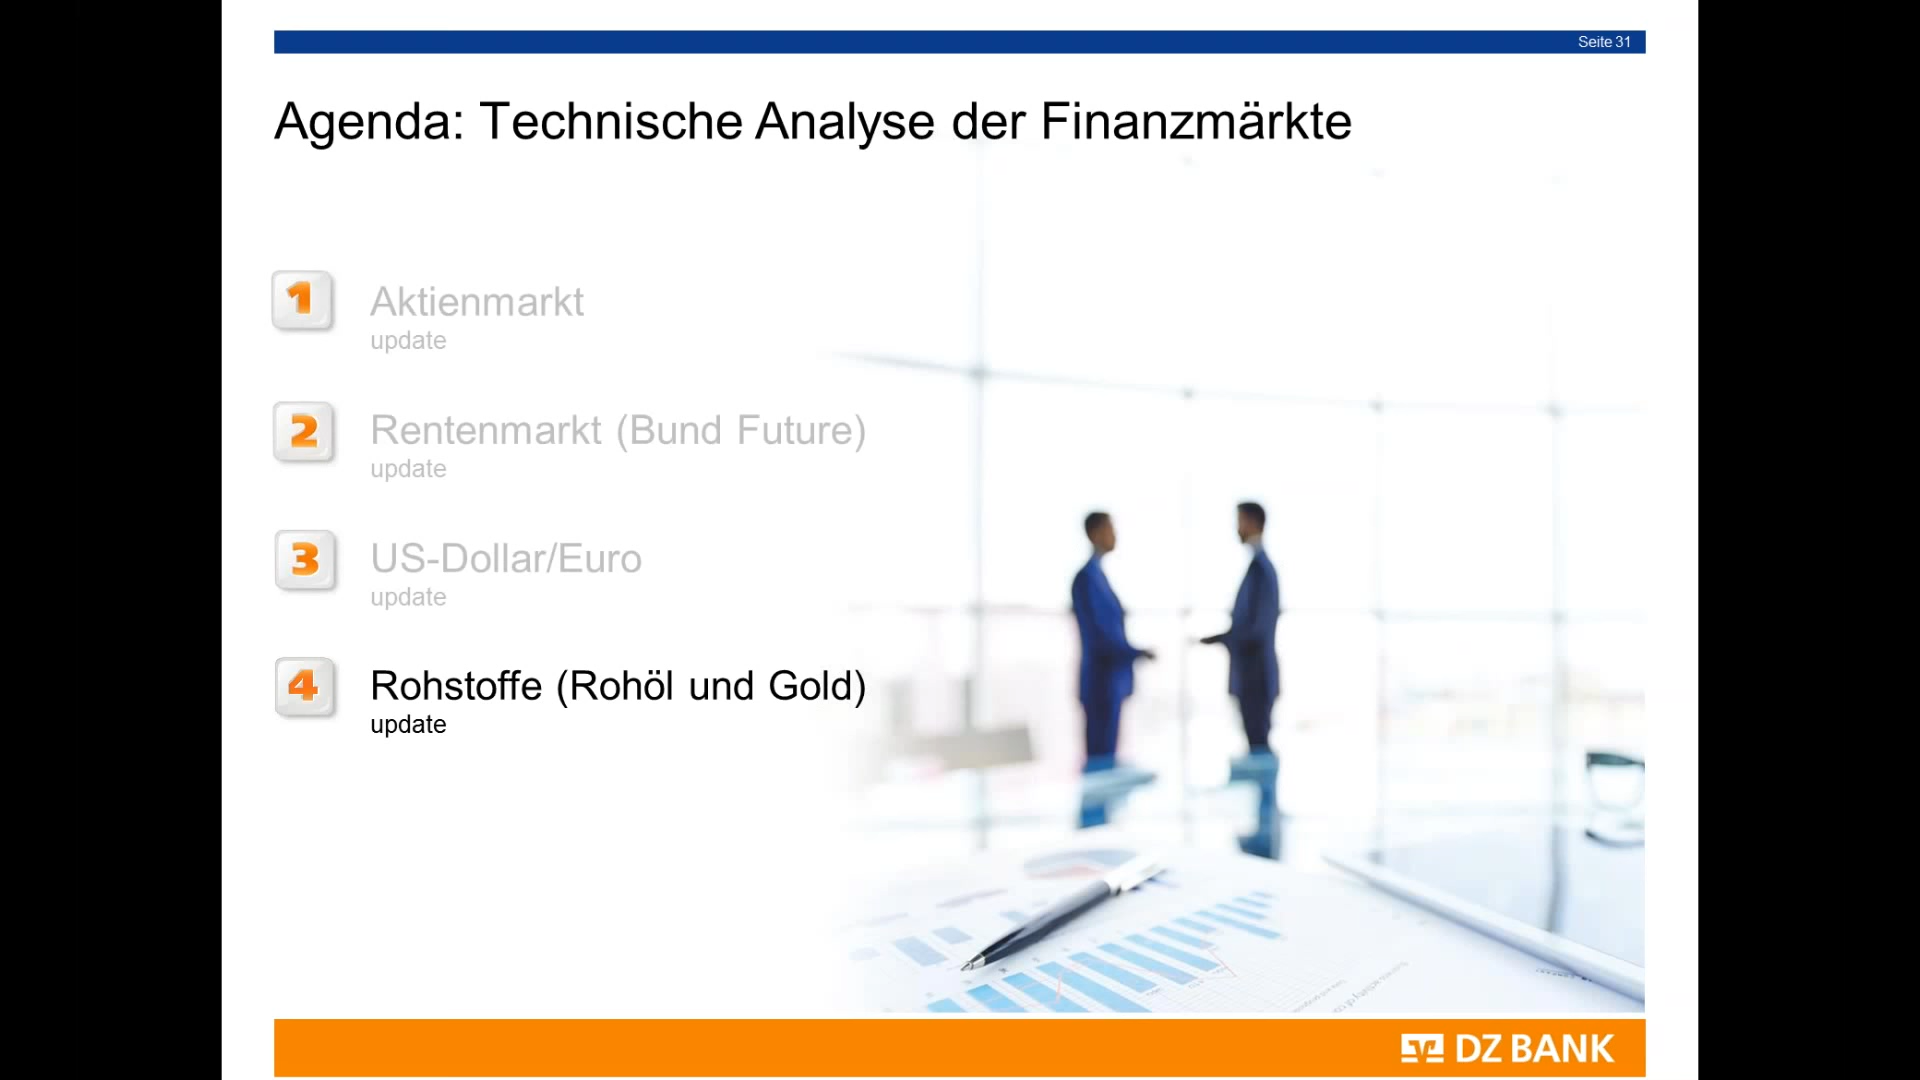 Seite 31
Agenda: Technische Analyse der Finanzmärkte
1
Aktienmarkt
update
2
Rentenmarkt (Bund Future)
update
3
US-Dollar/Euro
update
4
Rohstoffe (Rohöl und Gold)
update
DZ BANK